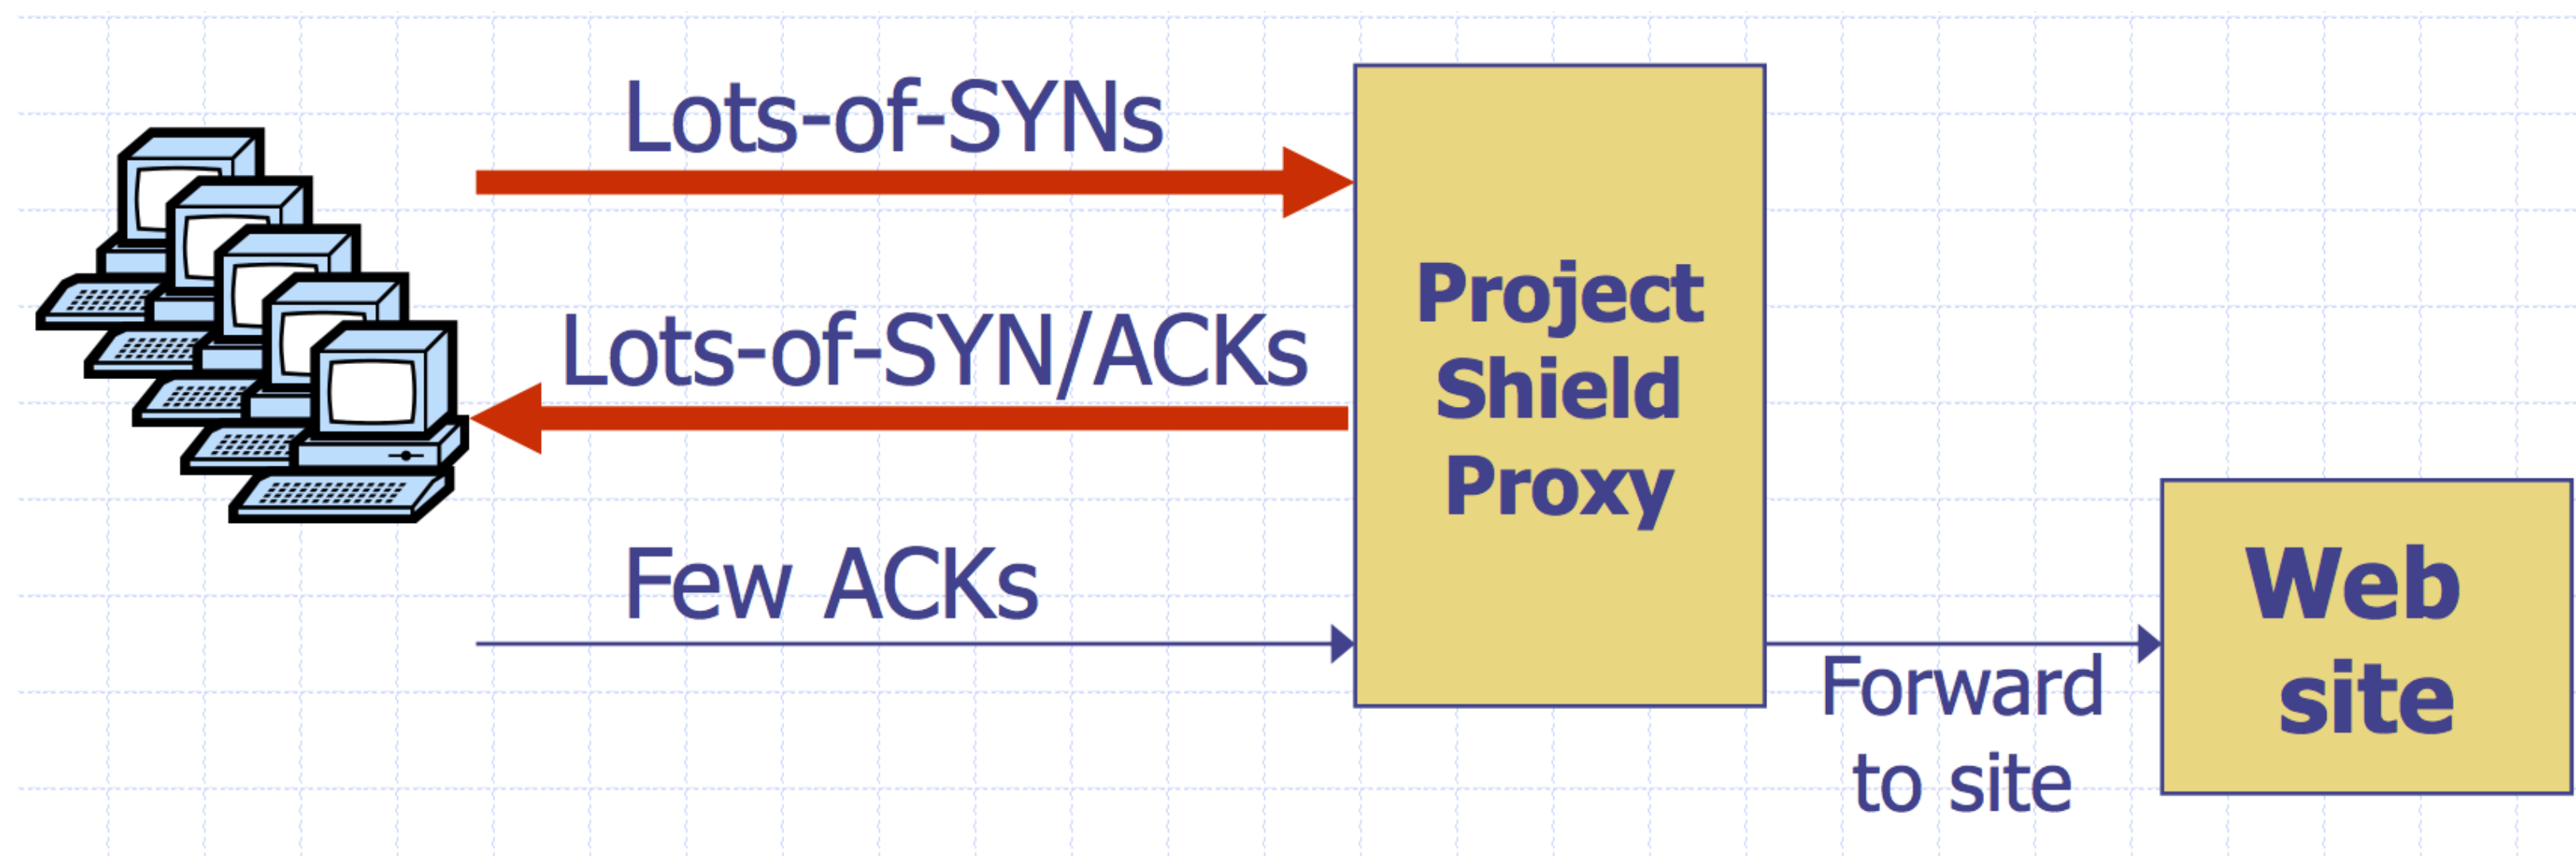 Lots-of-SYNs
Lots-of-SYN/ACKs
Few ACKs
Project
Shield
Proxy
Forward
to site
Web
site